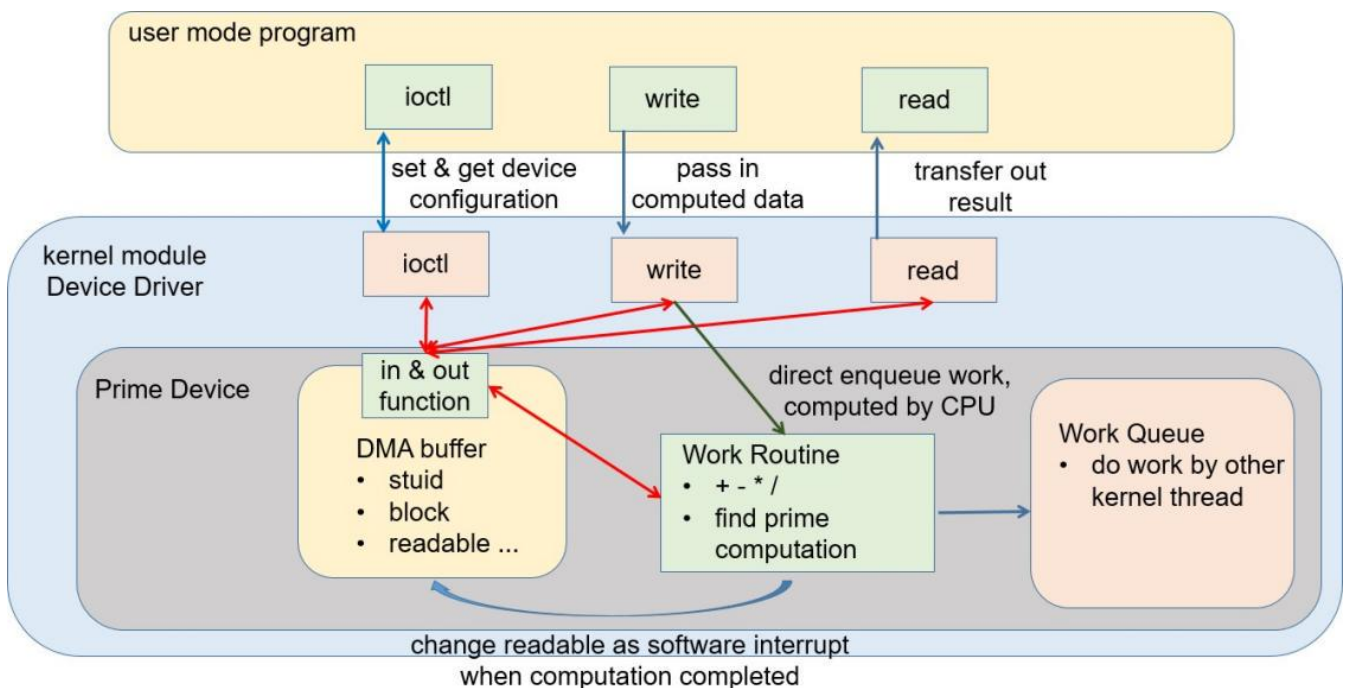 user mode program
ioctl
write
read
set & get device
configuration
pass in
computed data
transfer out
result
kernel module
Device Driver
ioctl
write
read
Prime Device
in & out
function
direct enqueue work,
computed by CPU
DMA buffer
• stuid
• block
• readable ...
Work Routine
• + - * /
• find prime
computation
Work Queue
• do work by other
kernel thread
change readable as software interrupt
when computation completed